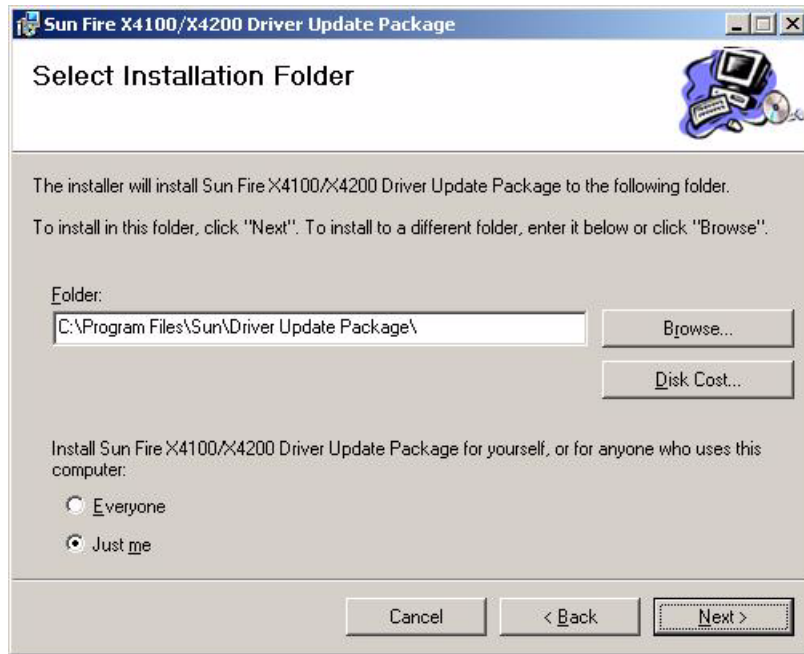 Sun Fire X4100/X4200 Driver Update Package
Select Installation Folder
The installer will install Sun Fire X4100/X4200 Driver Update Package to the following folder.
To install in this folder, click "Next". To install to a different folder, enter it below or click "Browse".
Folder:
C:\Program Files\Sun\Driver Update Package\
Browse...
Disk Cost...
Install Sun Fire X4100/X4200 Driver Update Package for yourself, or for anyone who uses this
computer:
Everyone
Just me
Cancel
< Back
Next >